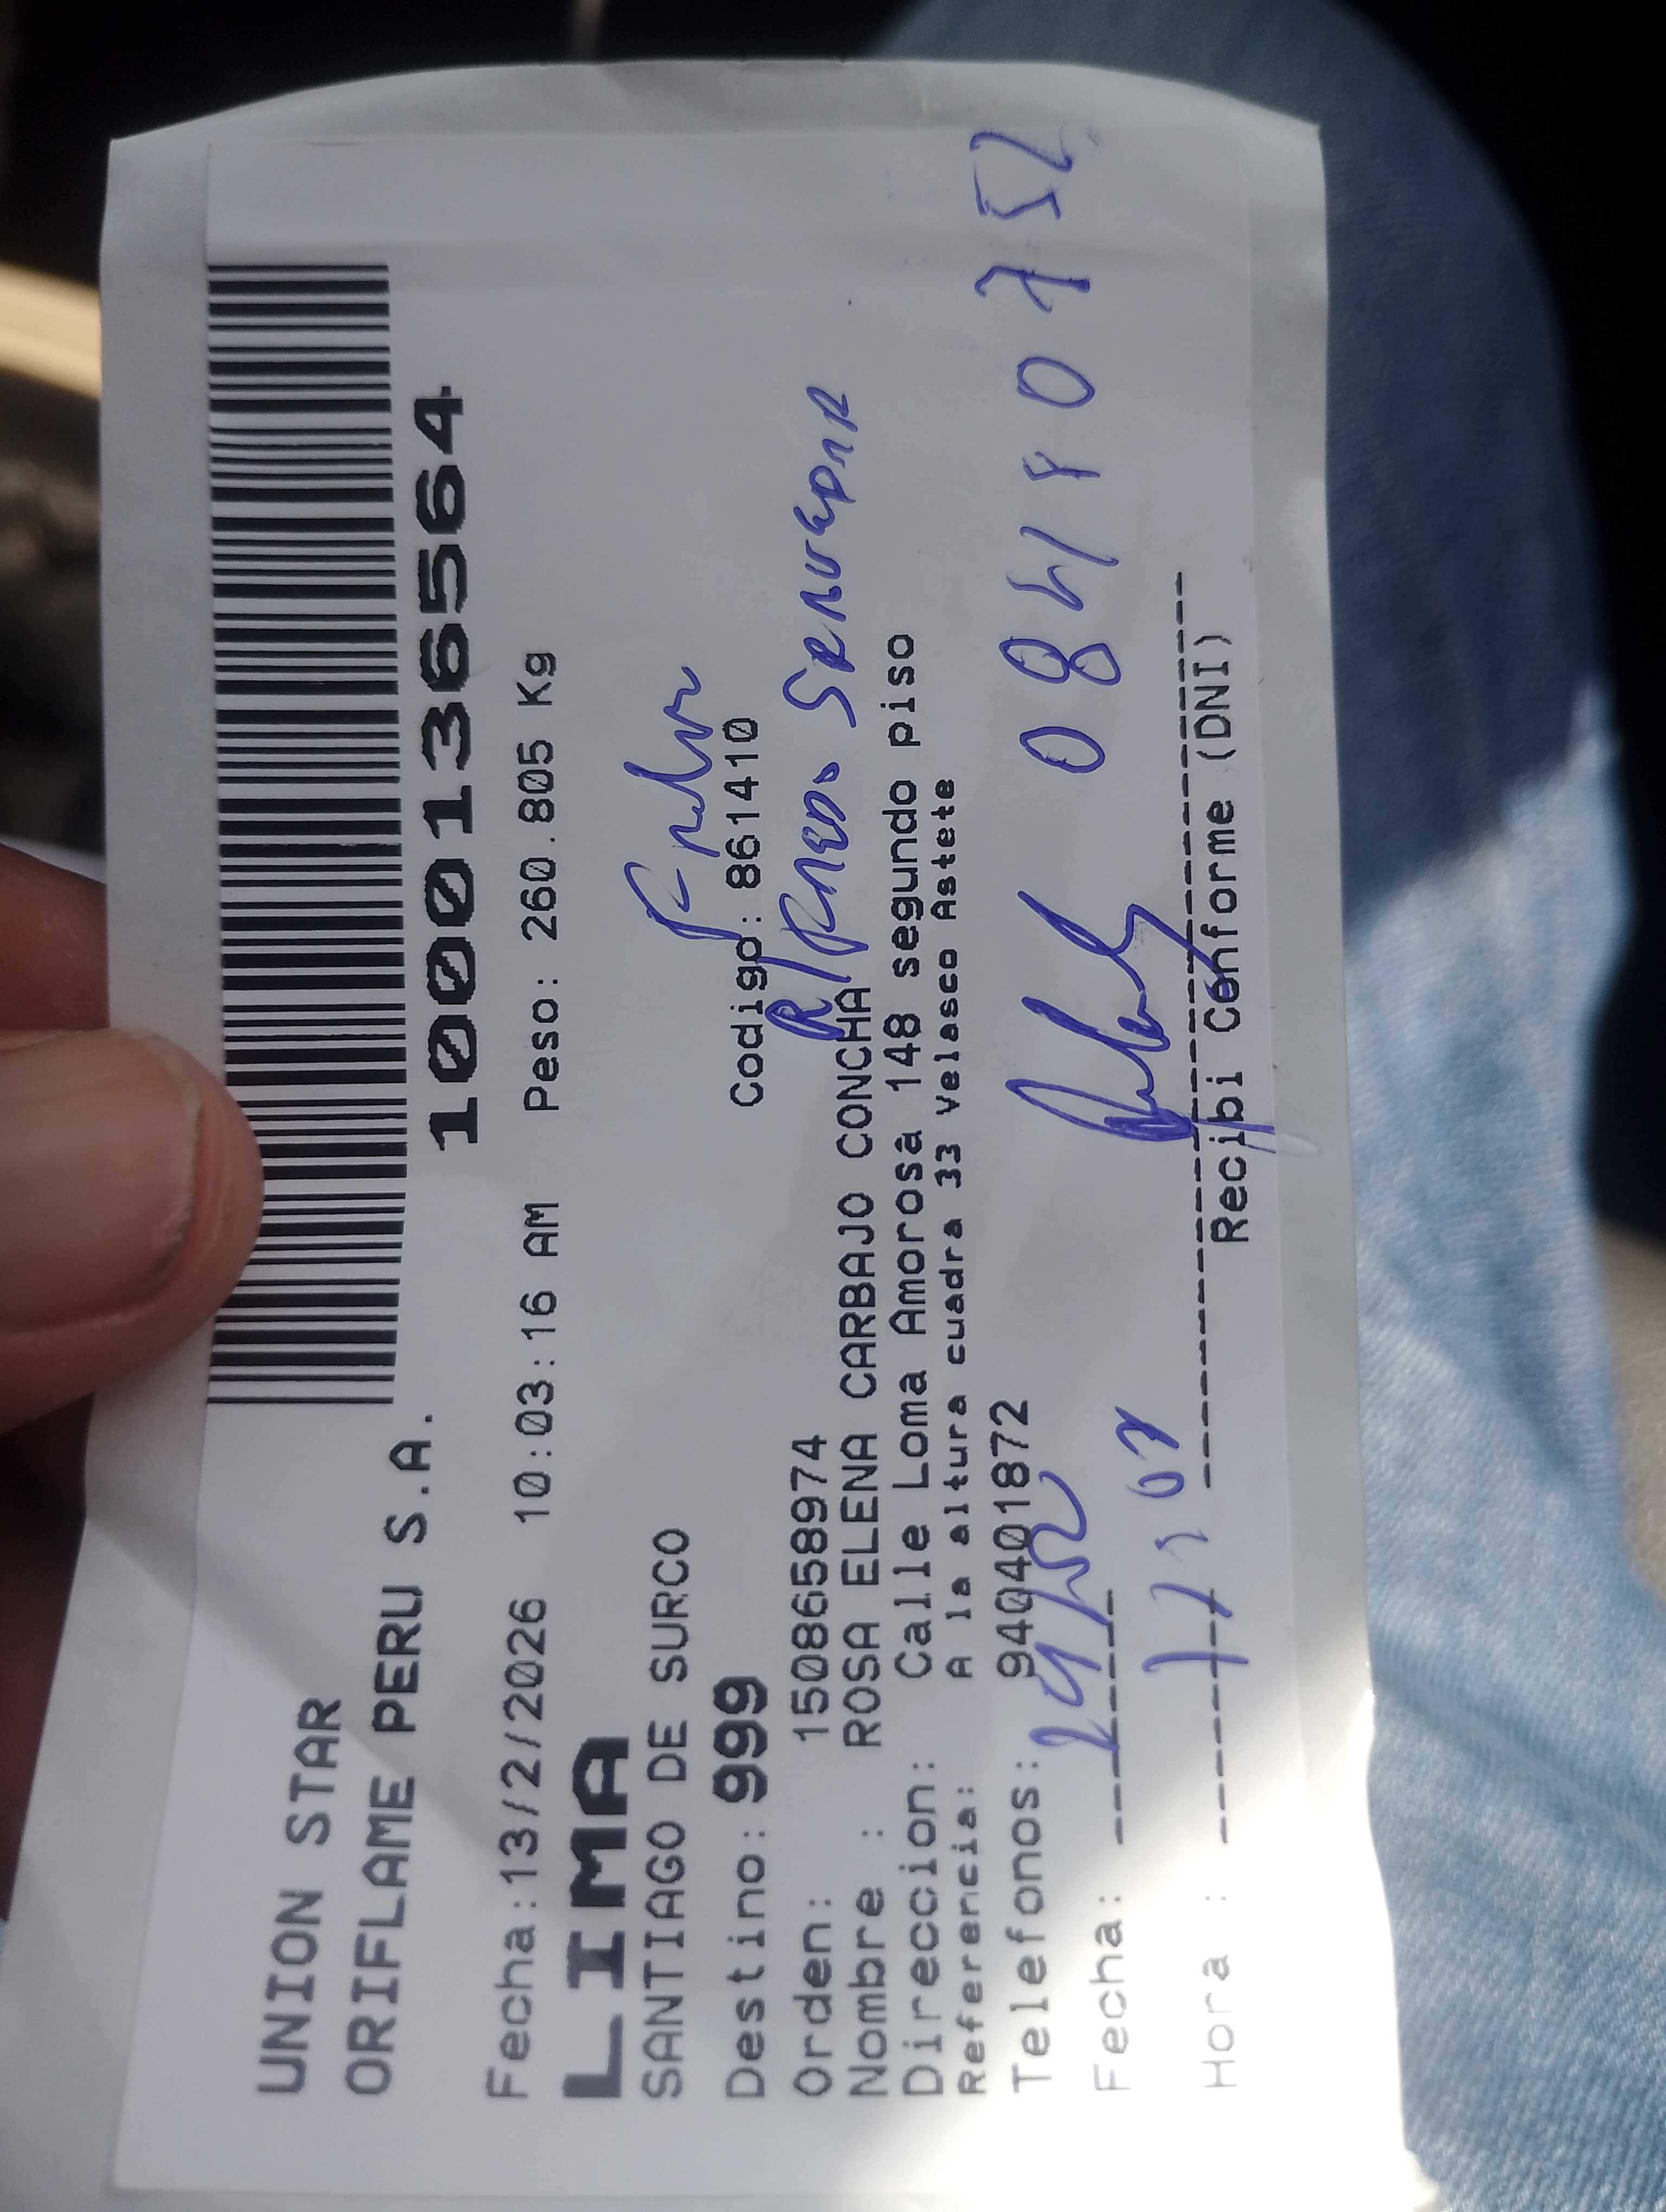 UNION STAR
ORIFLAME PERU S.A.
1000136564
Fecha:13/2/2026 10:03:16 AM Peso: 260.805 Kg
LIMA
SANTIAGO DE SURCO
Destino: 999 Codigo: 861410
Orden: 1508658974
Nombre : ROSA ELENA CARBAJO CONCHA
Direccion: Calle Loma Amorosa 148 segundo piso
Referencia: A la altura cuadra 33 Velasco Astete
Telefonos: 940401872
Fecha:
Hora :
Recibi Conforme (DNI)